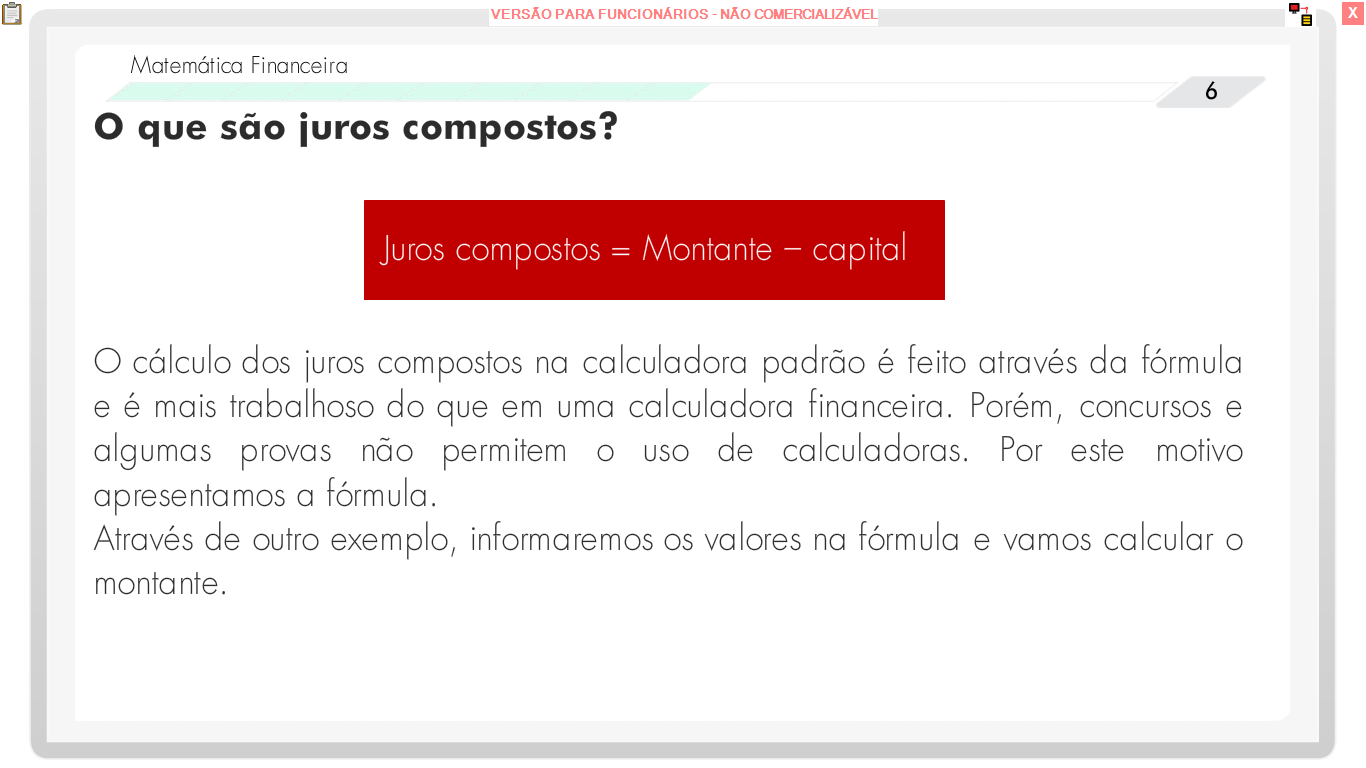 VERSÃO PARA FUNCIONÁRIOS - NÃO COMERCIALIZÁVEL
X
Matemática Financeira
6
O que são juros compostos?
Juros compostos = Montante – capital
O cálculo dos juros compostos na calculadora padrão é feito através da fórmula
e é mais trabalhoso do que em uma calculadora financeira. Porém, concursos e
algumas provas não permitem o uso de calculadoras. Por este motivo
apresentamos a fórmula.
Através de outro exemplo, informaremos os valores na fórmula e vamos calcular o
montante.